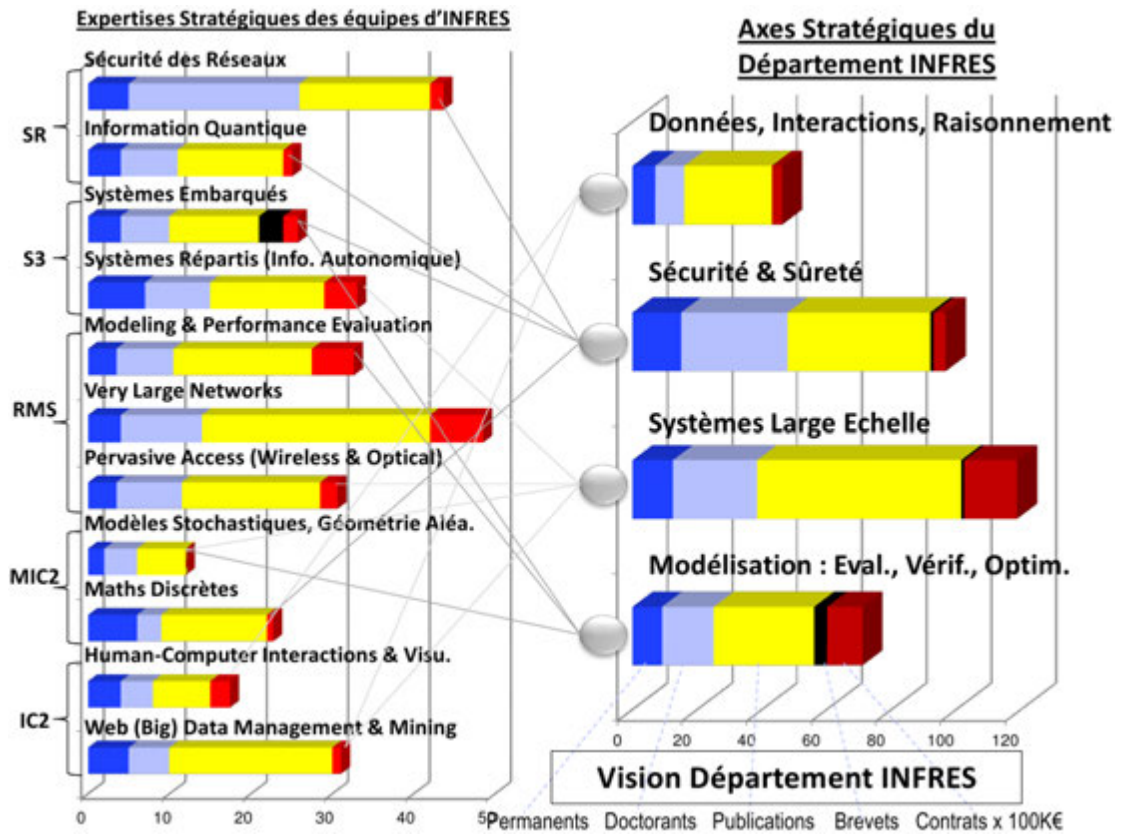 Expertises Stratégiques des équipes d'INFRES
Sécurité des Réseaux
SR
Information Quantique
Systèmes Embarqués
S3
Systèmes Répartis (Info. Autonomique)
Modeling & Performance Evaluation
RMS
Very Large Networks
Pervasive Access (Wireless & Optical)
Modèles Stochastiques, Géométrie Aléa.
MIC2
Maths Discrètes
Human-Computer Interactions & Visu.
IC2
Web (Big) Data Management & Mining
0 10 20 30 40 50
Axes Stratégiques du
Département INFRES
Données, Interactions, Raisonnement
Sécurité & Sûreté
Systèmes Large Echelle
Modélisation : Eval., Vérif., Optim.
0 20 40 60 80 100 120
Vision Département INFRES
Permanents Doctorants Publications Brevets Contrats x 100K€